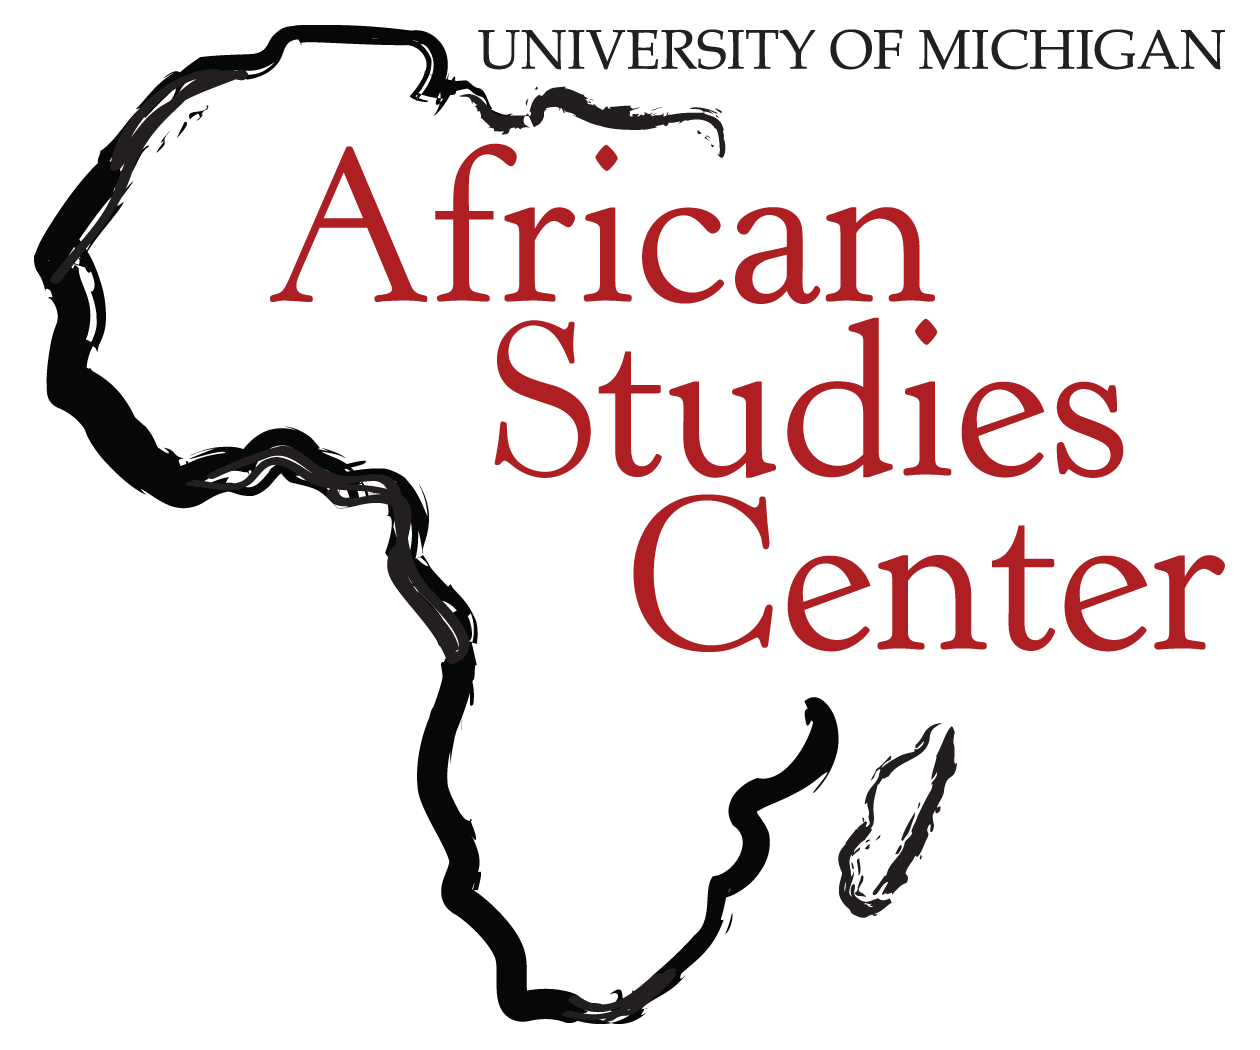 UNIVERSITY OF MICHIGAN
African
Studies
Center